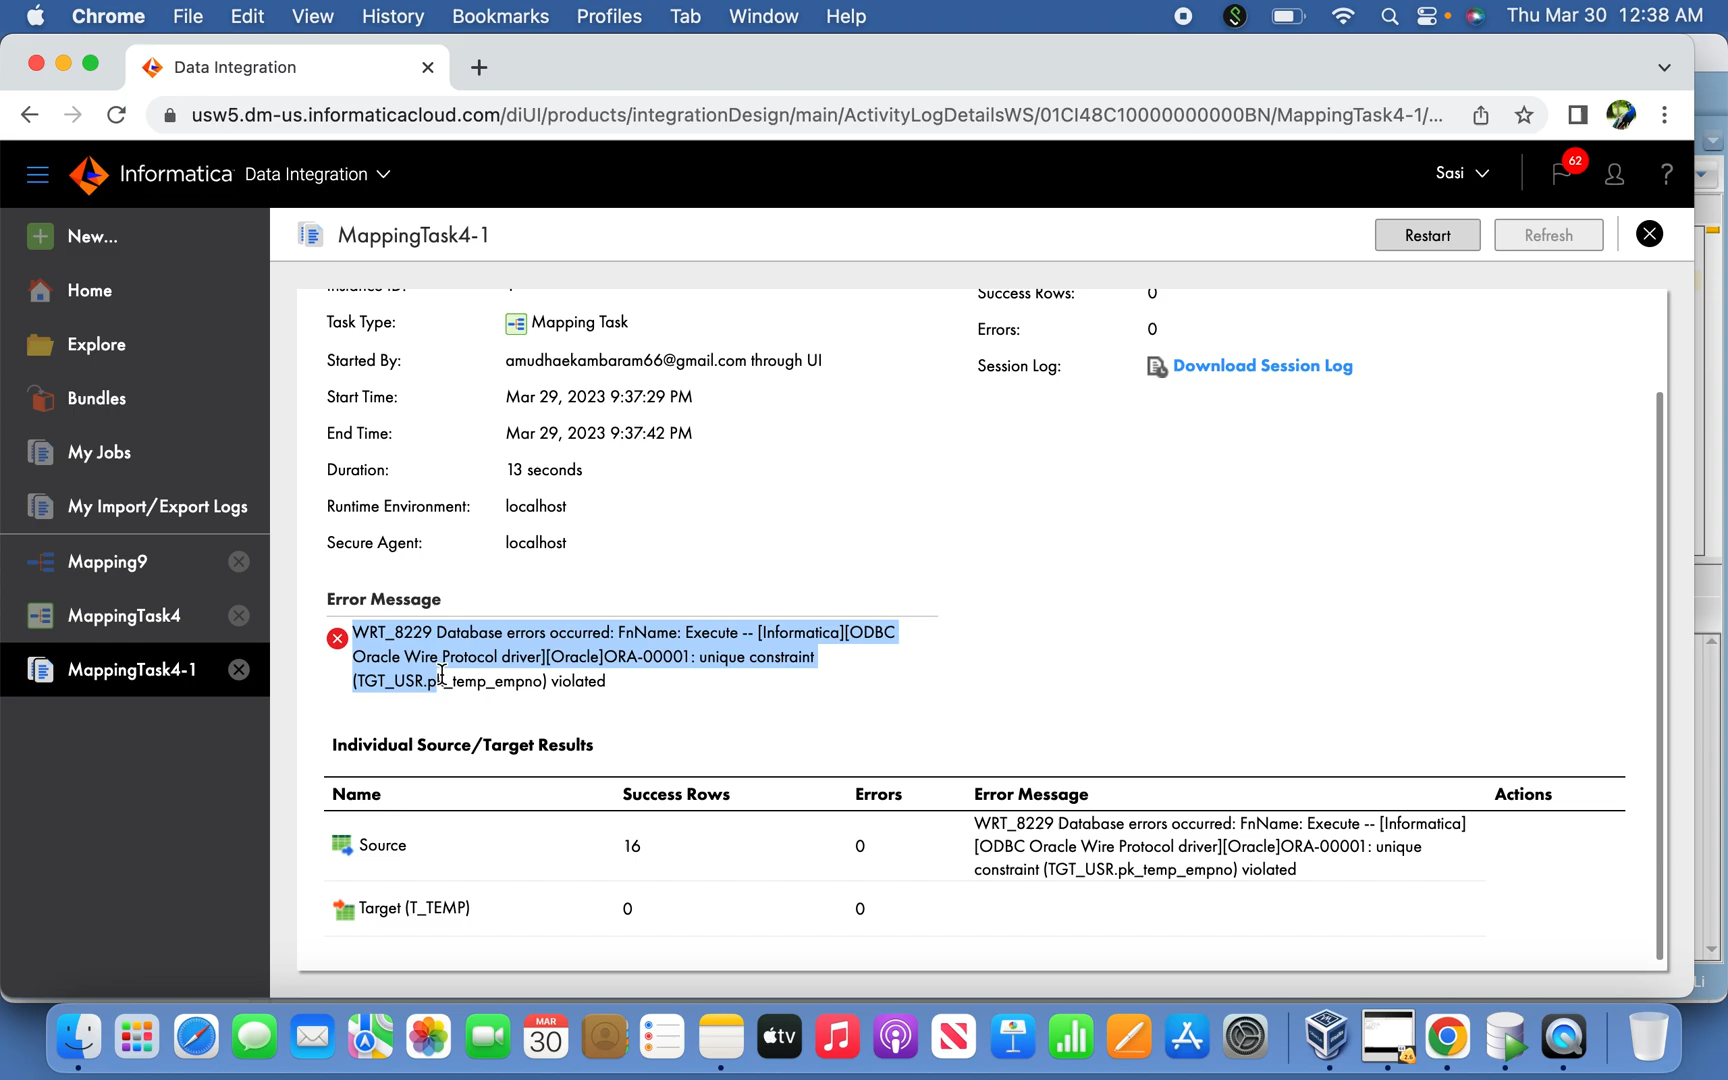 Chrome File Edit View History Bookmarks Profiles Tab Window Help Thu Mar 30 12:38 AM
Data Integration
usw5.dm-us.informaticacloud.com/diUI/products/integrationDesign/main/ActivityLogDetailsWS/01CI48C10000000000BN/MappingTask4-1/...
Informatica Data Integration Sasi 62 ?
New...
Home
Explore
Bundles
My Jobs
My Import/Export Logs
Mapping9
MappingTask4
MappingTask4-1
MappingTask4-1 Restart Refresh
Success Rows: 0
Task Type: Mapping Task Errors: 0
Started By: amudhaekambaram66@gmail.com through UI Session Log: Download Session Log
Start Time: Mar 29, 2023 9:37:29 PM
End Time: Mar 29, 2023 9:37:42 PM
Duration: 13 seconds
Runtime Environment: localhost
Secure Agent: localhost
Error Message
WRT_8229 Database errors occurred: FnName: Execute -- [Informatica][ODBC
Oracle Wire Protocol driver][Oracle]ORA-00001: unique constraint
(TGT_USR.pk_temp_empno) violated
Individual Source/Target Results
Name Success Rows Errors Error Message Actions
Source 16 0 WRT_8229 Database errors occurred: FnName: Execute -- [Informatica]
[ODBC Oracle Wire Protocol driver][Oracle]ORA-00001: unique
constraint (TGT_USR.pk_temp_empno) violated
Target (T_TEMP) 0 0
Li
MAR
30
tv